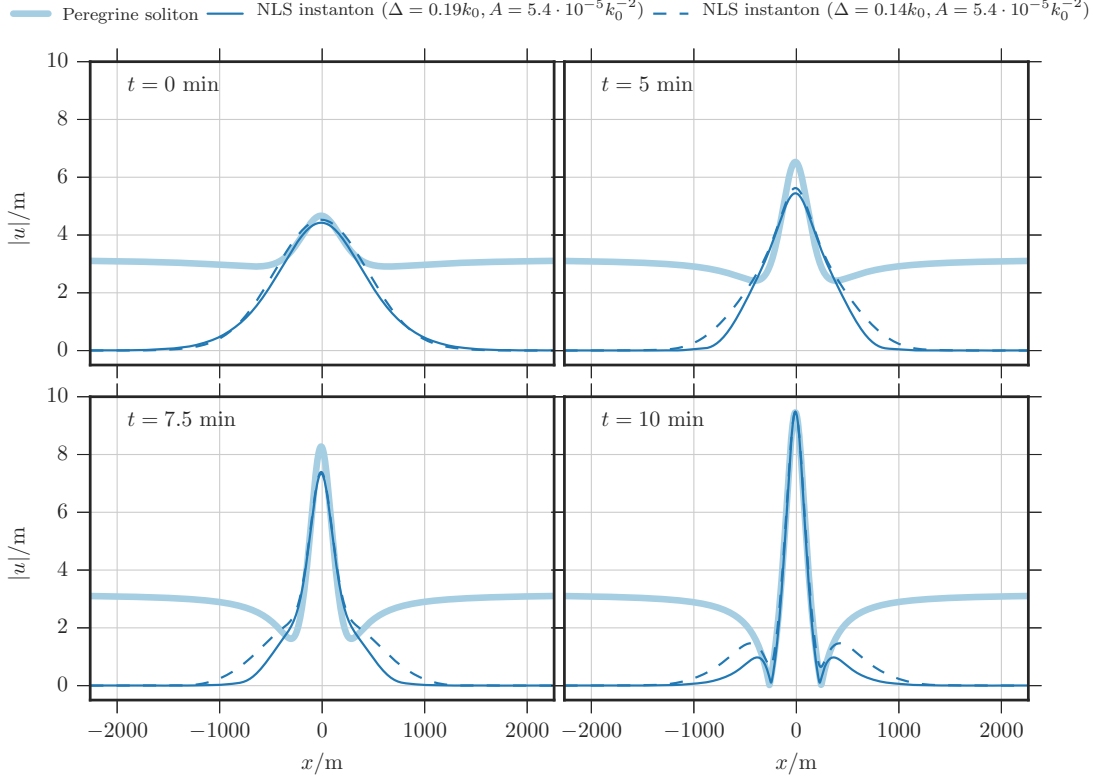 Peregrine soliton NLS instanton (Δ = 0.19k₀, A = 5.4 · 10⁻⁵k₀⁻²) NLS instanton (Δ = 0.14k₀, A = 5.4 · 10⁻⁵k₀⁻²)
10
8
6
4
2
0
|u|/m
t = 0 min
t = 5 min
10
8
6
4
2
0
|u|/m
t = 7.5 min
t = 10 min
−2000 −1000 0 1000 2000
−2000 −1000 0 1000 2000
x/m
x/m